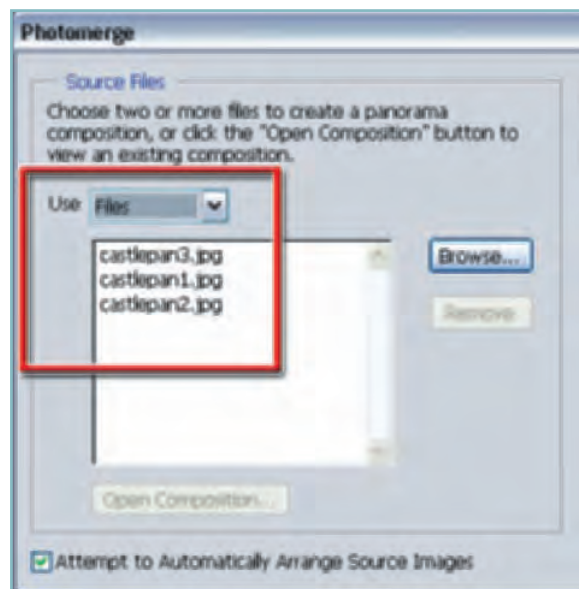 Photomerge
Source Files
Choose two or more files to create a panorama
composition, or click the "Open Composition" button to
view an existing composition.
Use Files
castlepan3.jpg
castlepan1.jpg
castlepan2.jpg
Browse...
Remove
Open Composition...
Attempt to Automatically Arrange Source Images